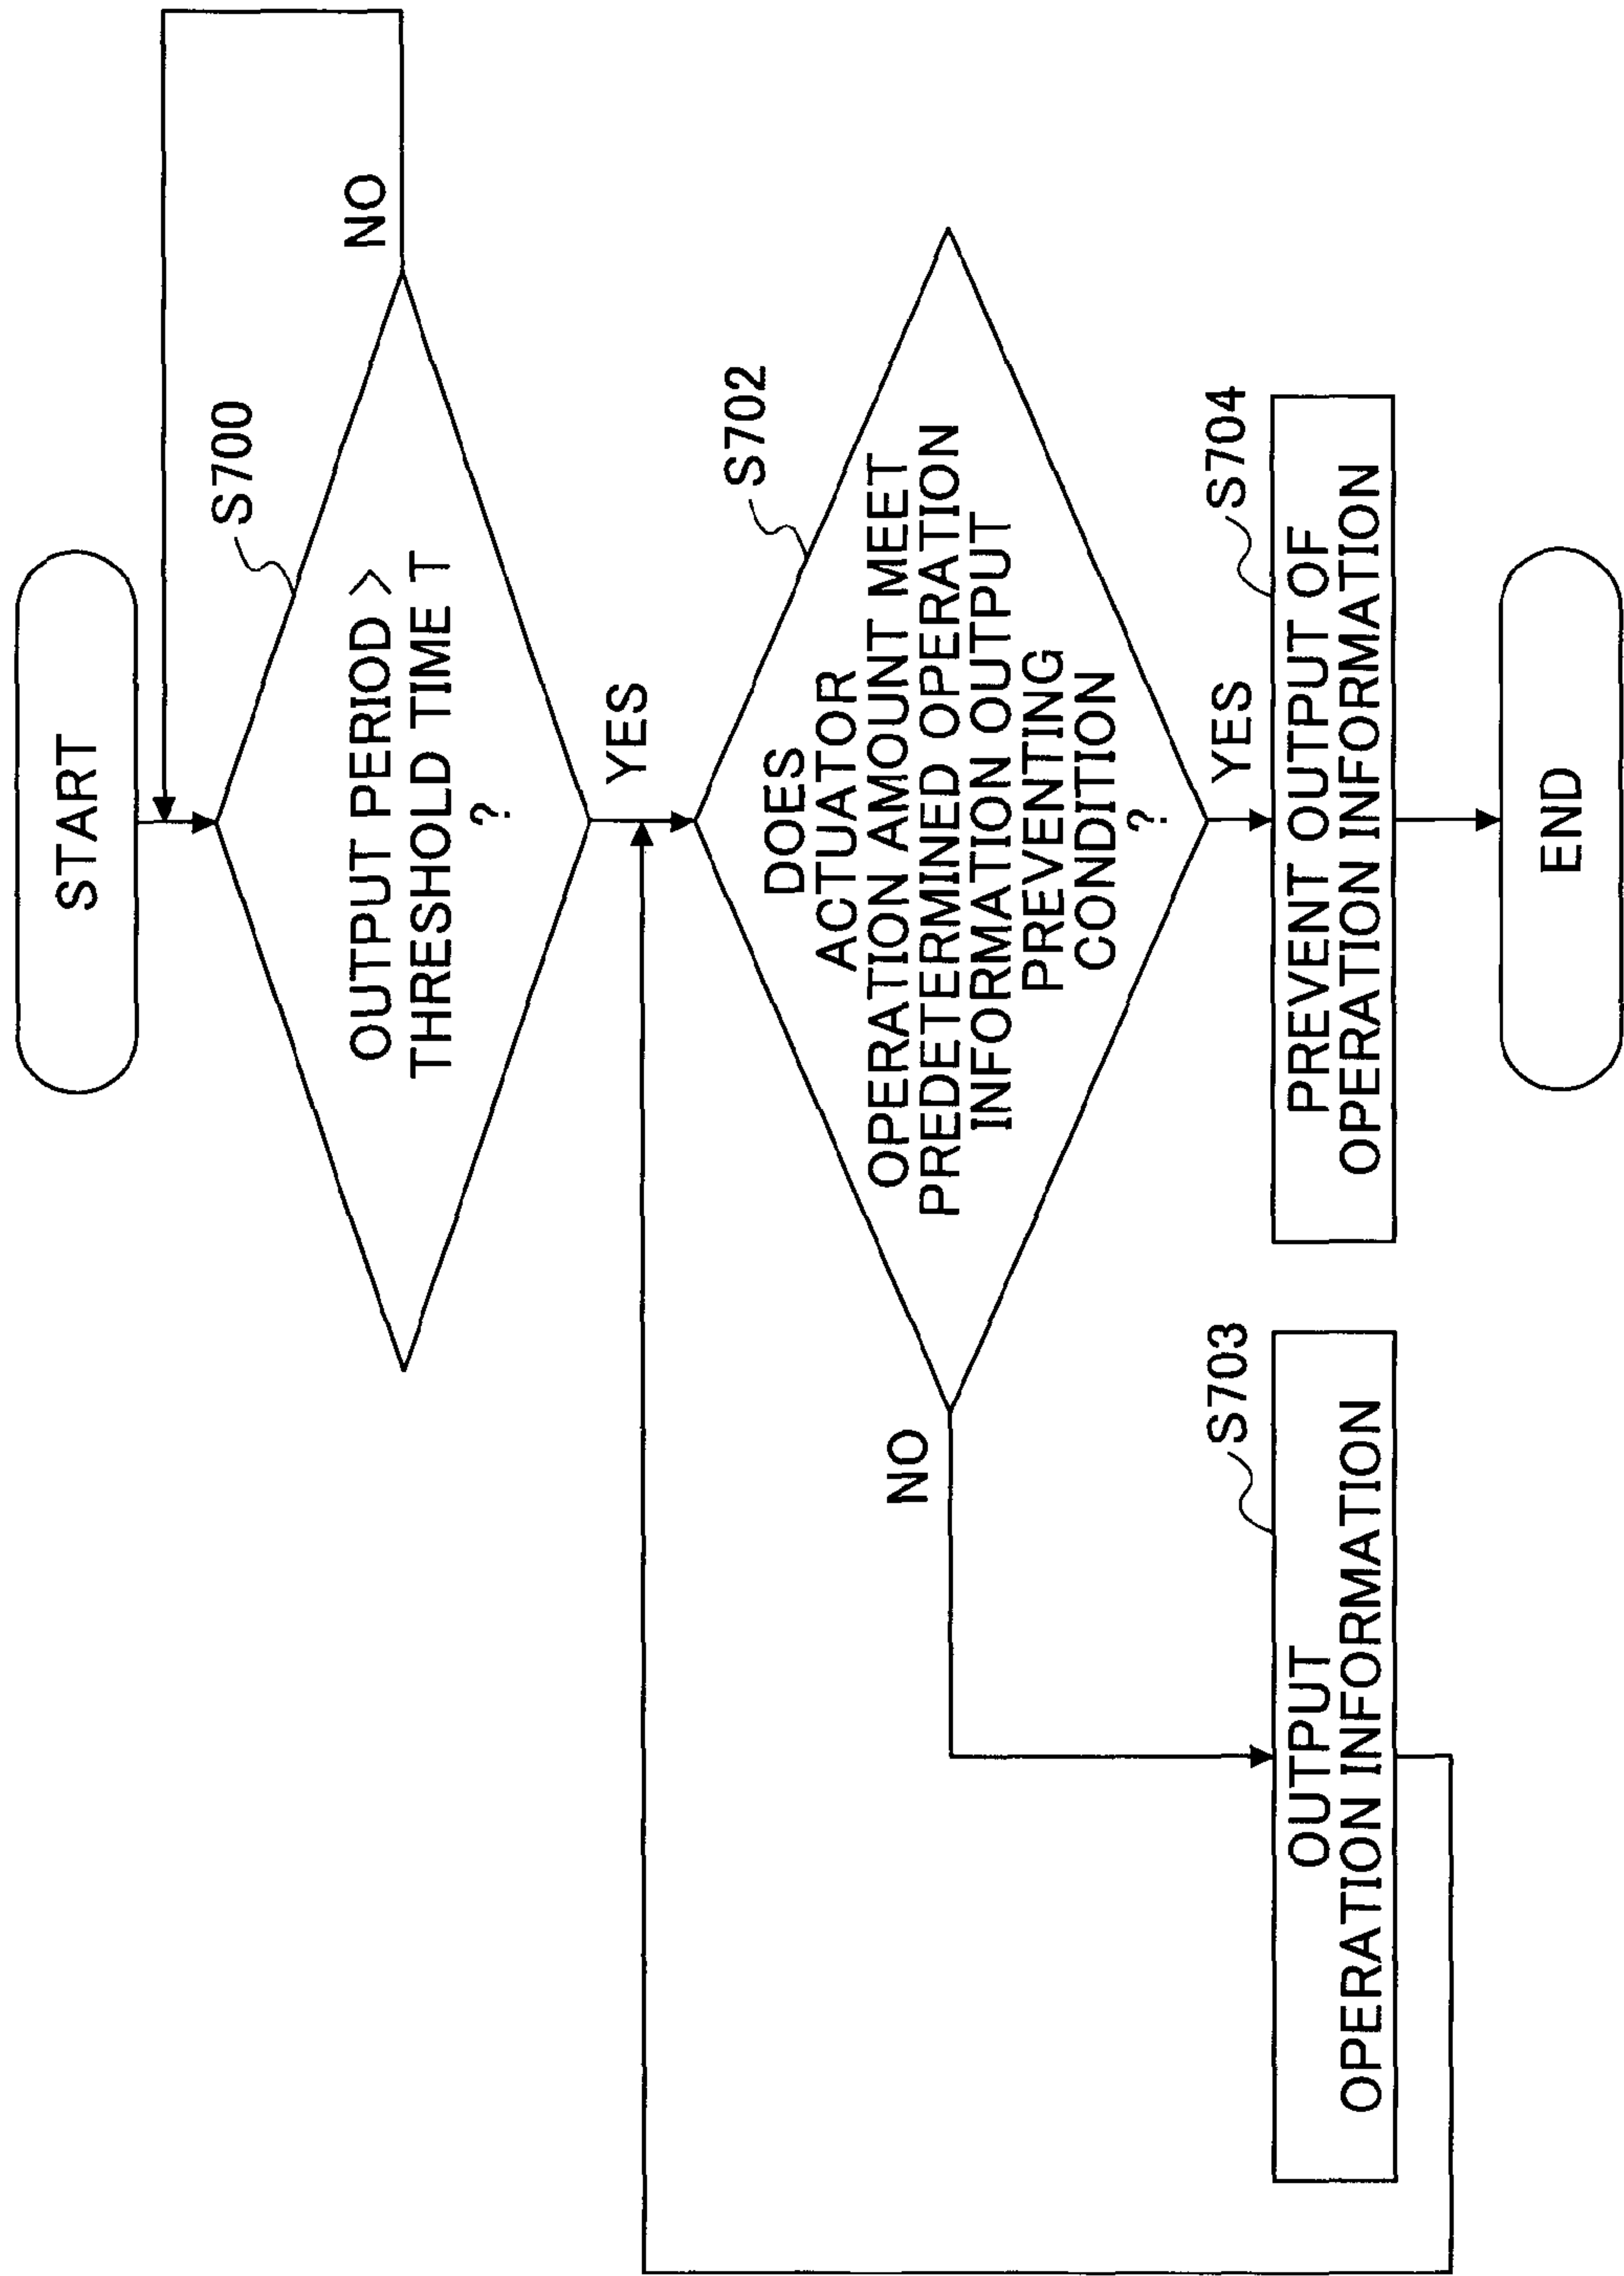 START
S700
OUTPUT PERIOD >
THRESHOLD TIME T
?
NO
YES
S702
DOES
ACTUATOR
OPERATION AMOUNT MEET
PREDETERMINED OPERATION
INFORMATION OUTPUT
PREVENTING
CONDITION
?
NO
YES
S703
OUTPUT
OPERATION INFORMATION
S704
PREVENT OUTPUT OF
OPERATION INFORMATION
END